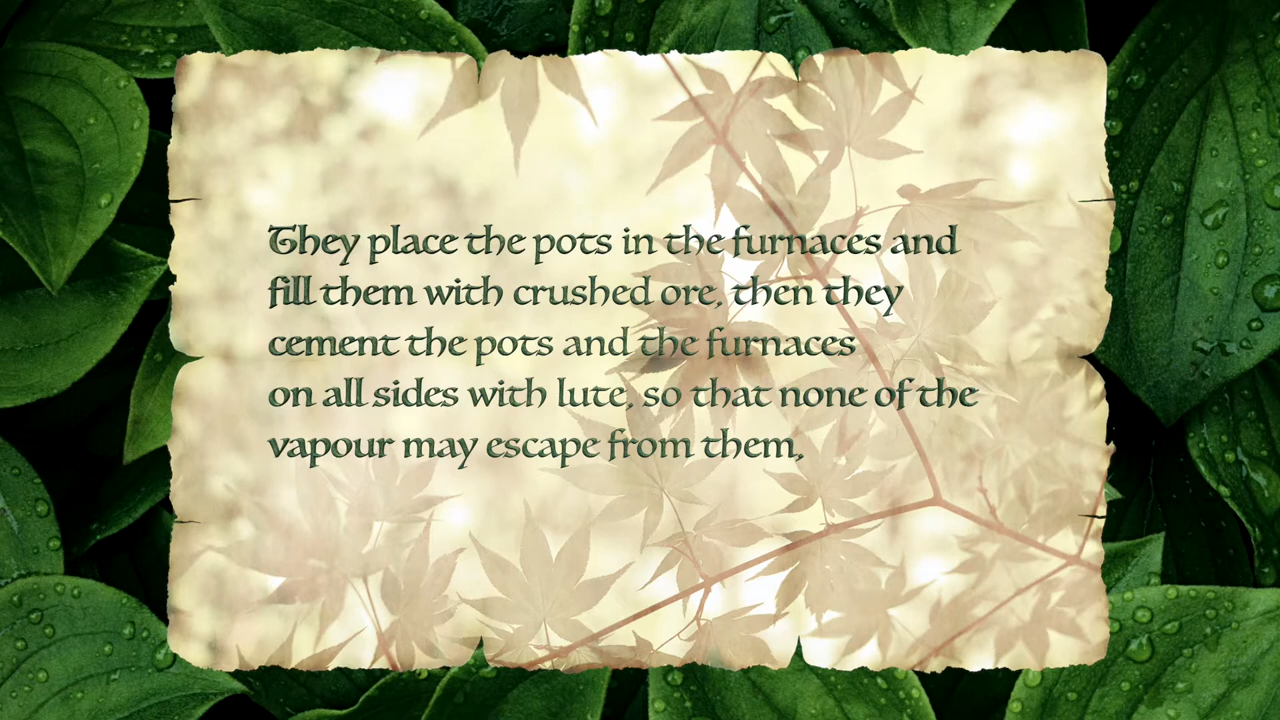 They place the pots in the furnaces and
fill them with crushed ore, then they
cement the pots and the furnaces
on all sides with lute, so that none of the
vapour may escape from them,